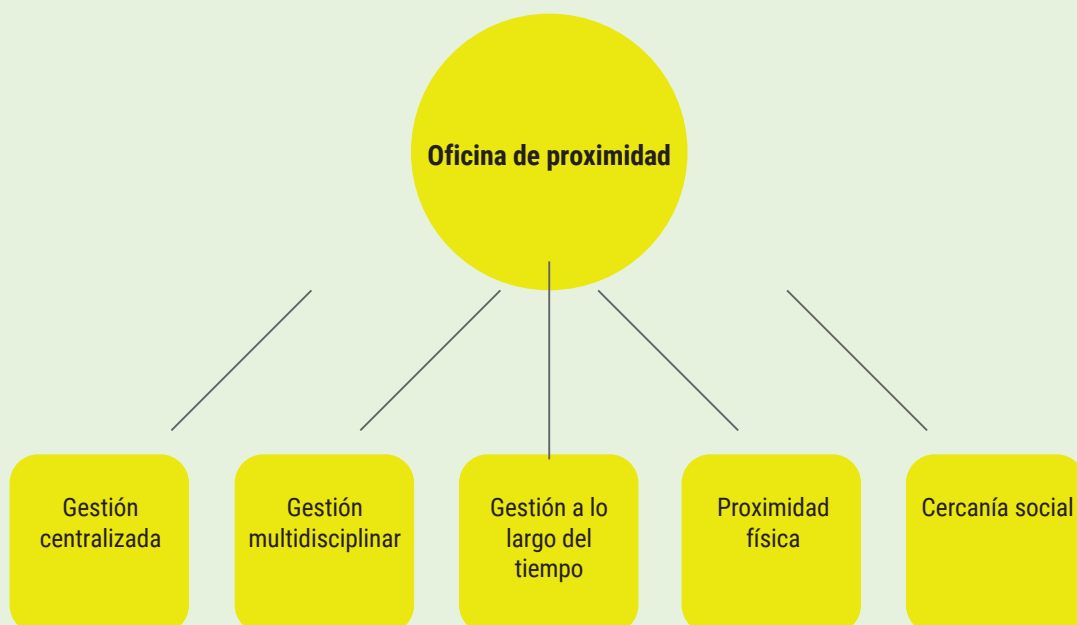 Oficina de proximidad
Gestión
centralizada
Gestión
multidisciplinar
Gestión a lo
largo del
tiempo
Proximidad
física
Cercanía social